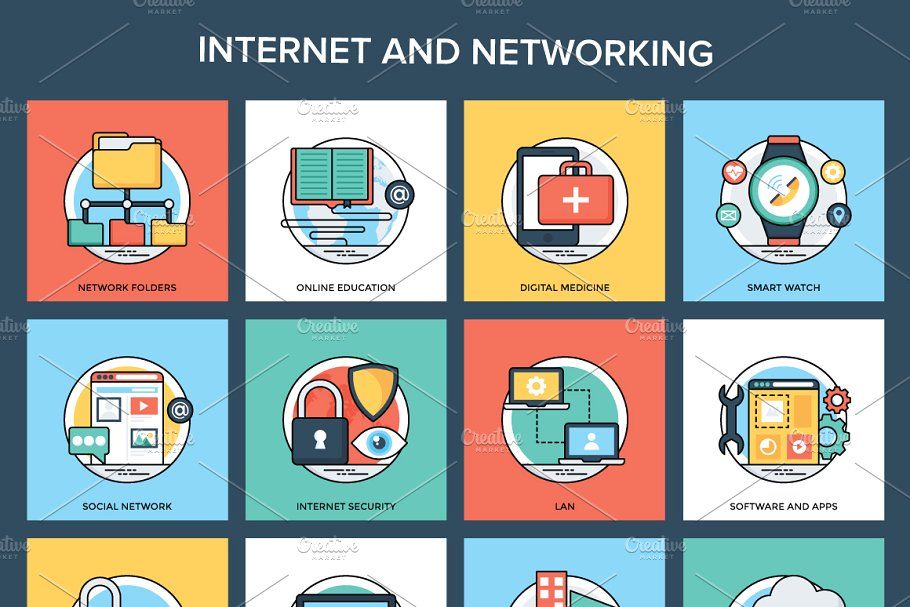 INTERNET AND NETWORKING
NETWORK FOLDERS
ONLINE EDUCATION
DIGITAL MEDICINE
SMART WATCH
SOCIAL NETWORK
INTERNET SECURITY
LAN
SOFTWARE AND APPS
Creative
MARKET